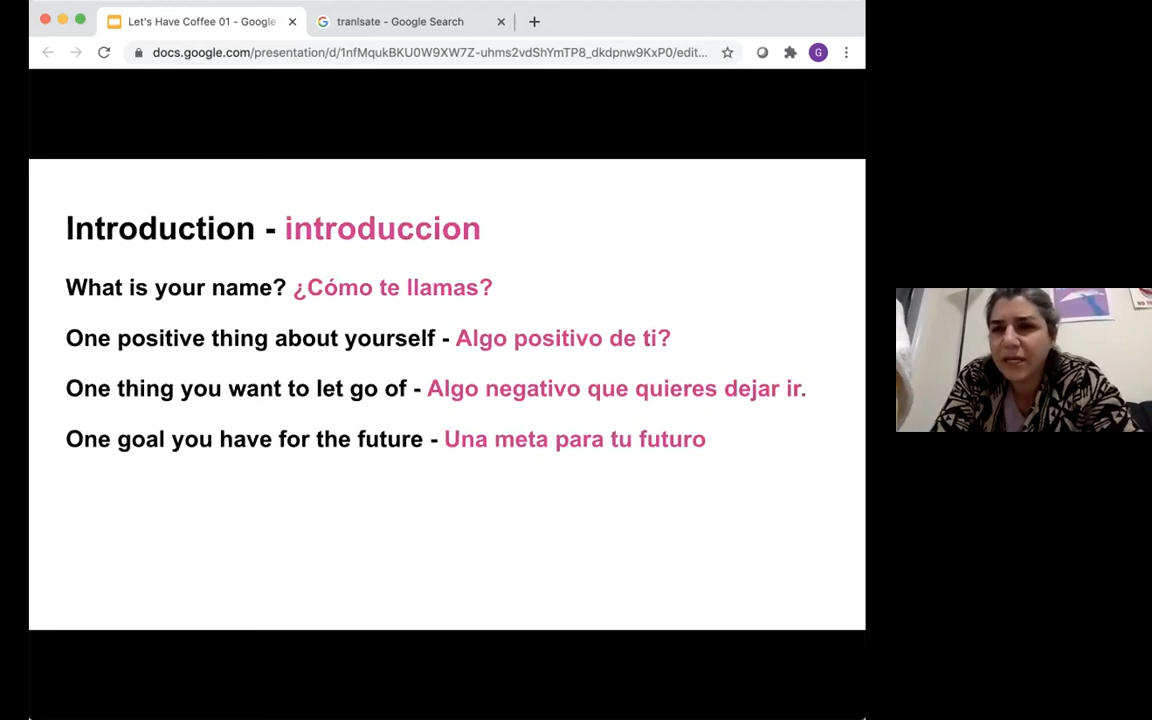 Let's Have Coffee 01 - Google
tranlsate - Google Search
docs.google.com/presentation/d/1nfMqukBKU0W9XW7Z-uhms2vdShYmTP8_dkdpnw9KxP0/edit...
G
Introduction - introduccion
What is your name? ¿Cómo te llamas?
One positive thing about yourself - Algo positivo de ti?
One thing you want to let go of - Algo negativo que quieres dejar ir.
One goal you have for the future - Una meta para tu futuro